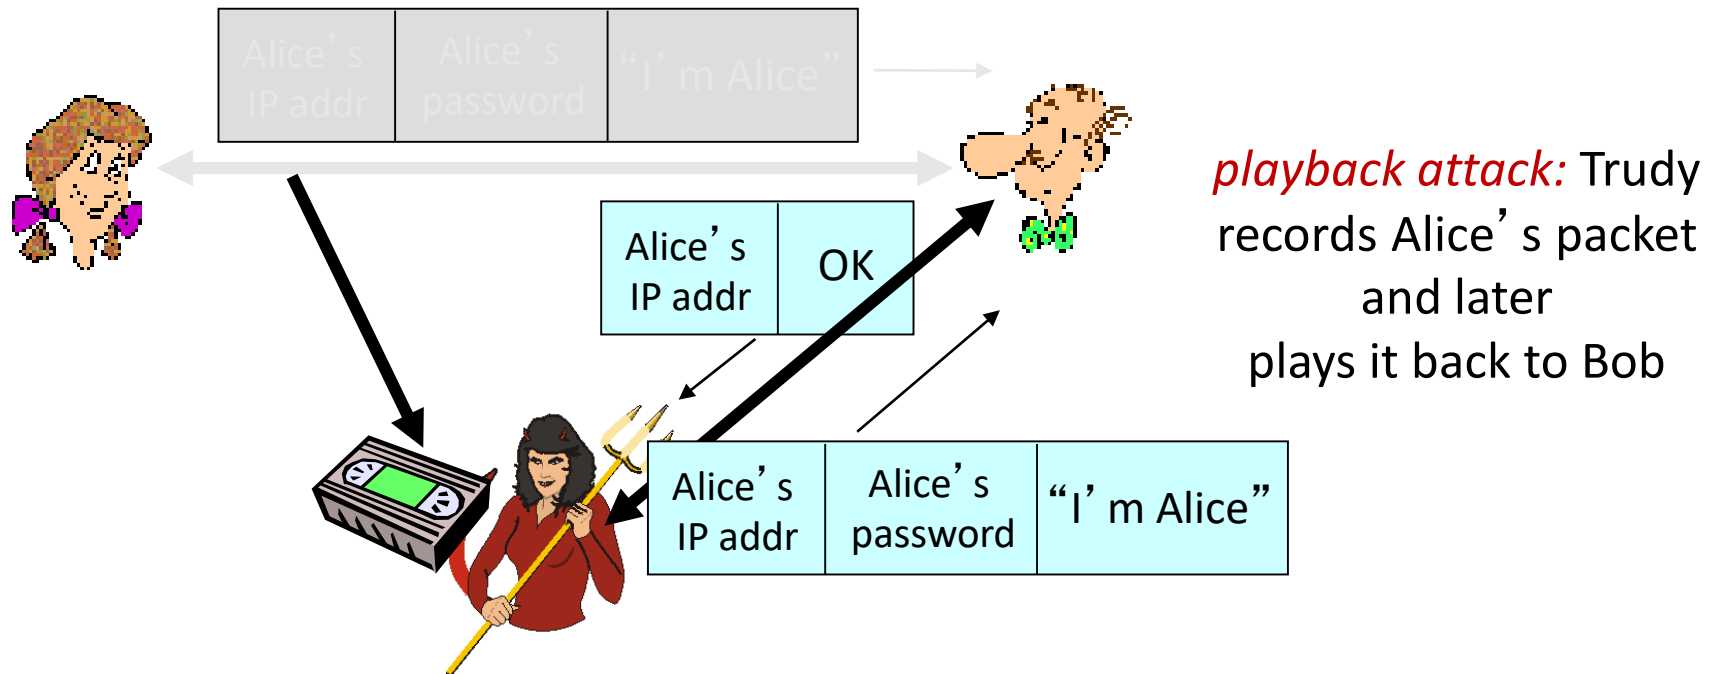 Alice’s
IP addr
Alice’s
password
“I’m Alice”
Alice’s
IP addr
OK
Alice’s
IP addr
Alice’s
password
“I’m Alice”
playback attack: Trudy
records Alice’s packet
and later
plays it back to Bob